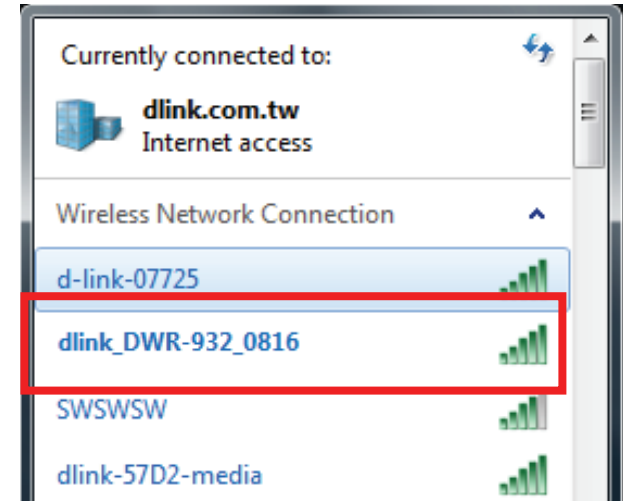 Currently connected to:
dlink.com.tw
Internet access
Wireless Network Connection
d-link-07725
dlink_DWR-932_0816
SWSWSW
dlink-57D2-media